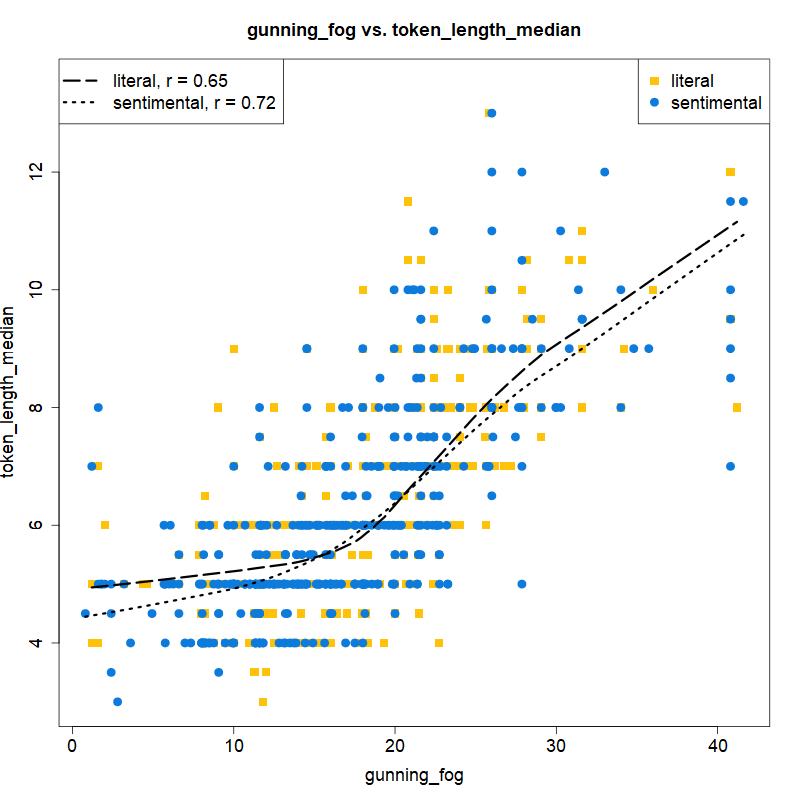 gunning_fog vs. token_length_median
literal, r = 0.65
sentimental, r = 0.72
literal
sentimental
12
10
8
6
4
token_length_median
0 10 20 30 40
gunning_fog